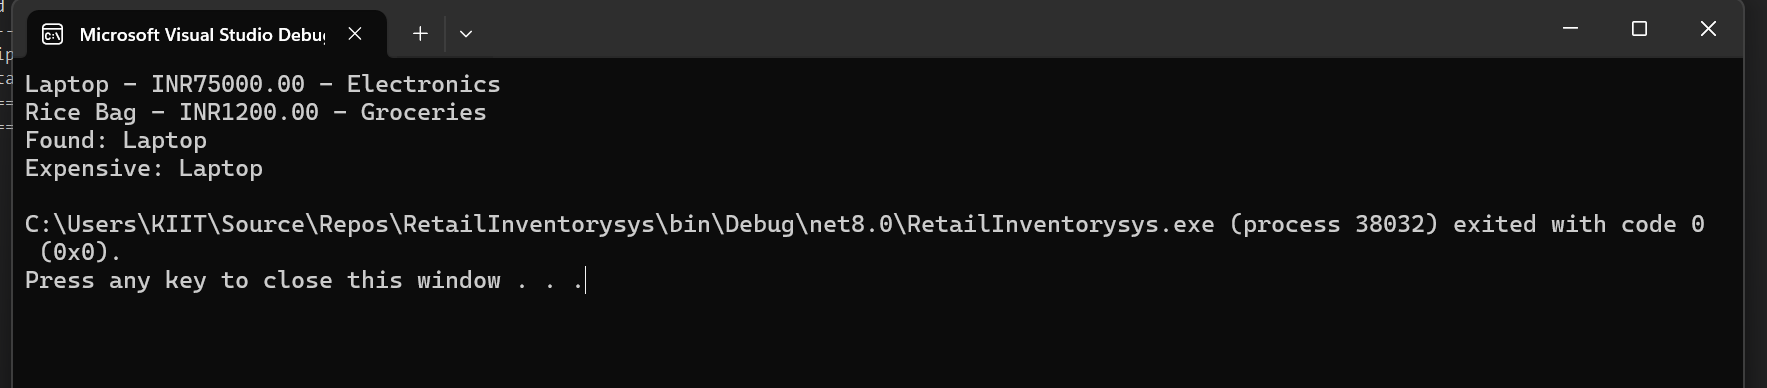 Microsoft Visual Studio Debu
Laptop - INR75000.00 - Electronics
Rice Bag - INR1200.00 - Groceries
Found: Laptop
Expensive: Laptop
C:\Users\KIIT\Source\Repos\RetailInventorysys\bin\Debug\net8.0\RetailInventorysys.exe (process 38032) exited with code 0
(0x0).
Press any key to close this window . . .